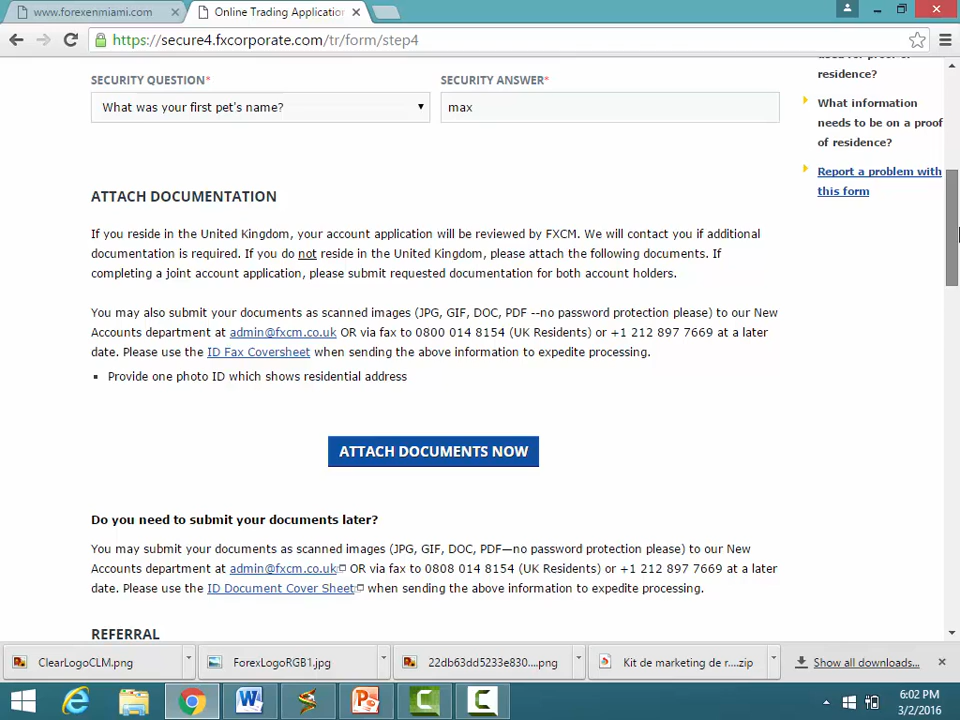 www.forexenmiami.com
Online Trading Applicatio
https://secure4.fxcorporate.com/tr/form/step4
SECURITY QUESTION*
SECURITY ANSWER*
What was your first pet's name?
max
residence?
What information
needs to be on a proof
of residence?
Report a problem with
this form
ATTACH DOCUMENTATION
If you reside in the United Kingdom, your account application will be reviewed by FXCM. We will contact you if additional
documentation is required. If you do not reside in the United Kingdom, please attach the following documents. If
completing a joint account application, please submit requested documentation for both account holders.
You may also submit your documents as scanned images (JPG, GIF, DOC, PDF --no password protection please) to our New
Accounts department at admin@fxcm.co.uk OR via fax to 0800 014 8154 (UK Residents) or +1 212 897 7669 at a later
date. Please use the ID Fax Coversheet when sending the above information to expedite processing.
Provide one photo ID which shows residential address
ATTACH DOCUMENTS NOW
Do you need to submit your documents later?
You may submit your documents as scanned images (JPG, GIF, DOC, PDF—no password protection please) to our New
Accounts department at admin@fxcm.co.uk OR via fax to 0808 014 8154 (UK Residents) or +1 212 897 7669 at a later
date. Please use the ID Document Cover Sheet when sending the above information to expedite processing.
REFERRAL
ClearLogoCLM.png
ForexLogoRGB1.jpg
22db63dd5233e830....png
Kit de marketing de r....zip
Show all downloads...
6:02 PM
3/2/2016